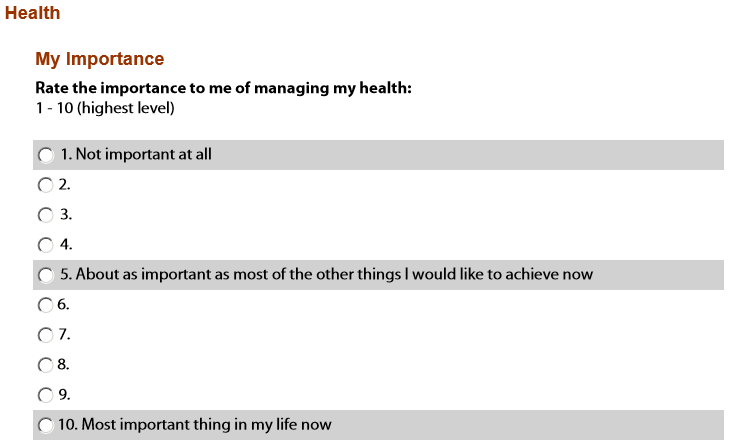 Health
My Importance
Rate the importance to me of managing my health:
1 - 10 (highest level)
1. Not important at all
2.
3.
4.
5. About as important as most of the other things I would like to achieve now
6.
7.
8.
9.
10. Most important thing in my life now